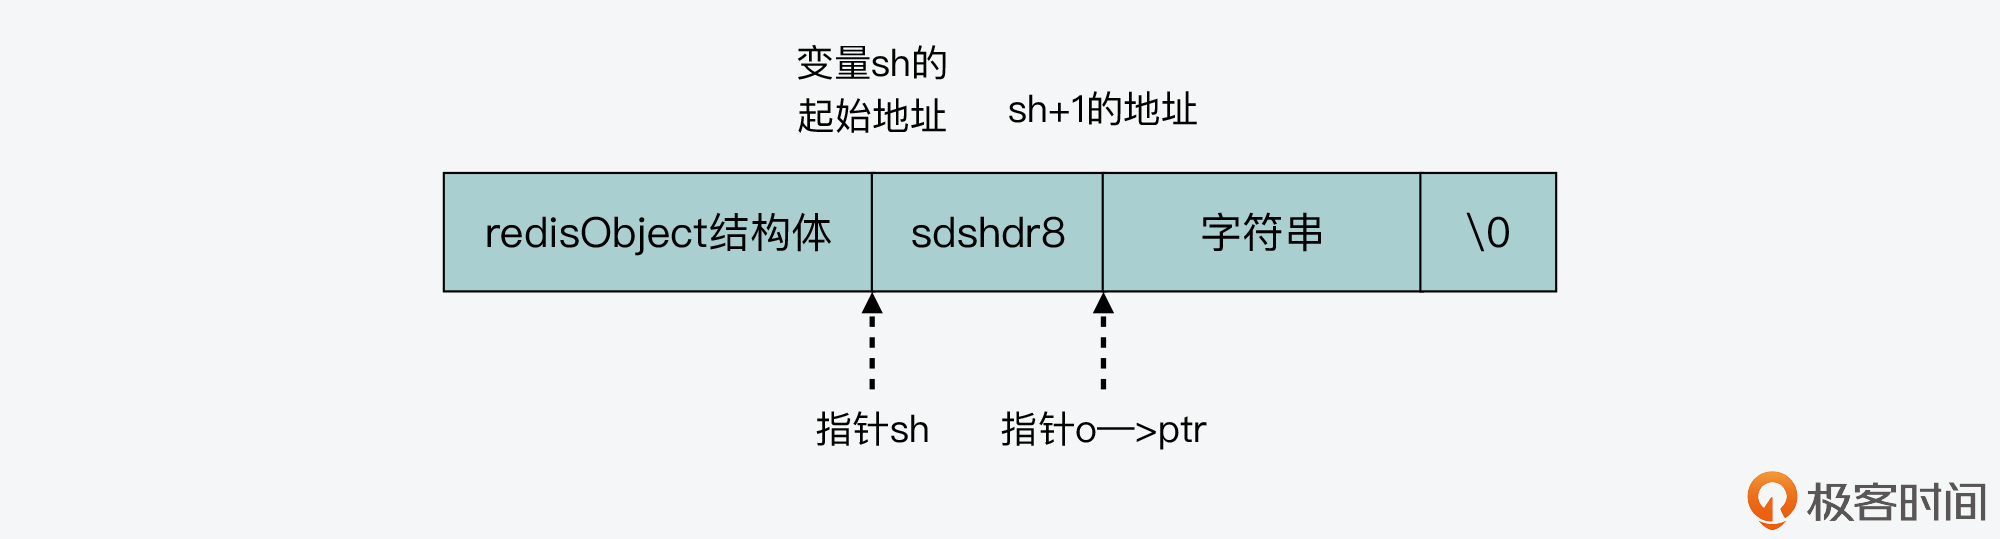 变量sh的
起始地址
sh+1的地址
redisObject结构体
sdshdr8
字符串
\0
指针sh
指针o—>ptr
极客时间